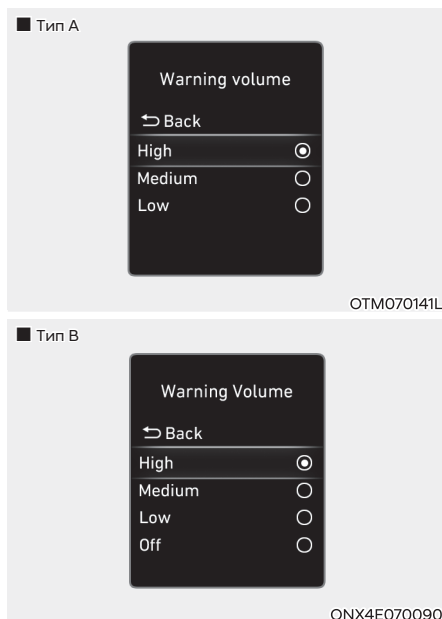 Тип A
Warning volume
Back
High
Medium
Low
OTM070141L
Тип B
Warning Volume
Back
High
Medium
Low
Off
ONX4E070090